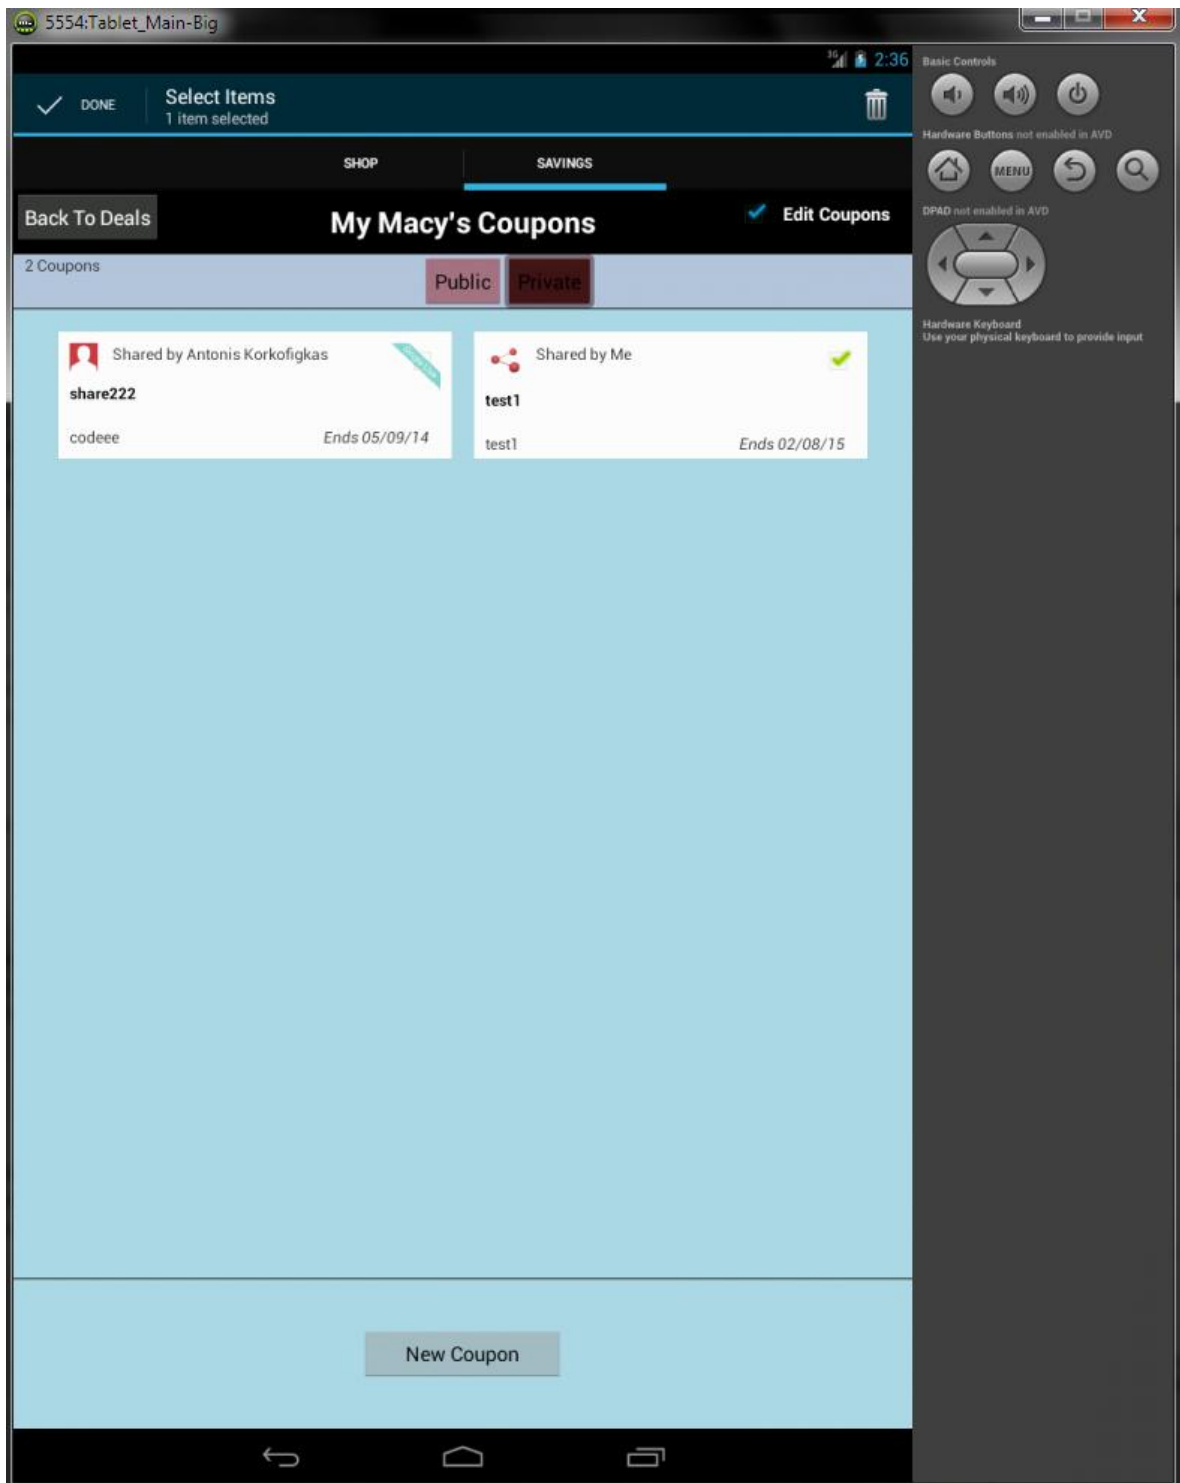 5554:Tablet_Main-Big
3G 2:36
DONE
Select Items
1 item selected
SHOP SAVINGS
Back To Deals
My Macy's Coupons
Edit Coupons
2 Coupons
Public Private
Shared by Antonis Korkofigkas
share222
codeee Ends 05/09/14
Shared by Me
test1
test1 Ends 02/08/15
New Coupon
Basic Controls
Hardware Buttons not enabled in AVD
MENU
DPAD not enabled in AVD
Hardware Keyboard
Use your physical keyboard to provide input